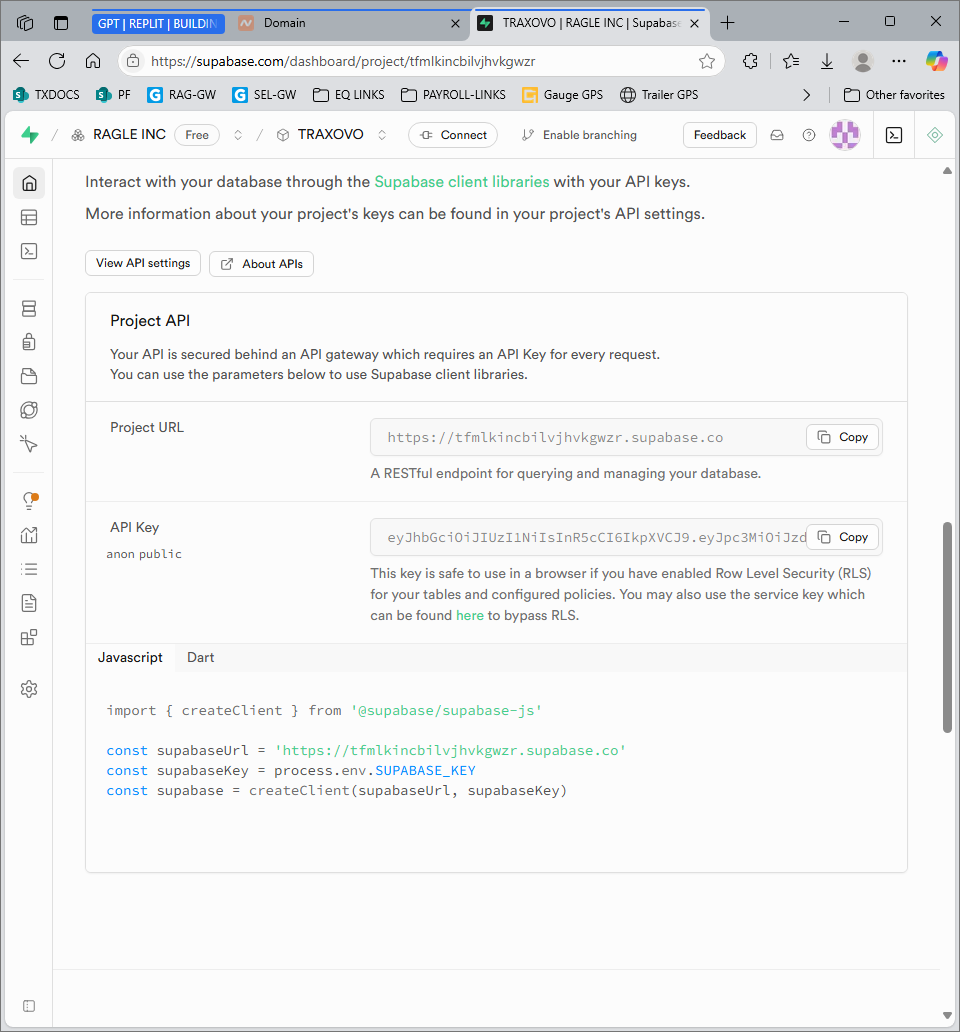 GPT | REPLIT | BUILDIN
Domain
TRAXOVO | RAGLE INC | Supabase
https://supabase.com/dashboard/project/tfmlkincbilvjhvkgwzr
TXDOCS
PF
RAG-GW
SEL-GW
EQ LINKS
PAYROLL-LINKS
Gauge GPS
Trailer GPS
Other favorites
/ RAGLE INC Free / TRAXOVO Connect Enable branching Feedback
Interact with your database through the Supabase client libraries with your API keys.
More information about your project's keys can be found in your project's API settings.
View API settings About APIs
Project API
Your API is secured behind an API gateway which requires an API Key for every request.
You can use the parameters below to use Supabase client libraries.
Project URL
https://tfmlkincbilvjhvkgwzr.supabase.co Copy
A RESTful endpoint for querying and managing your database.
API Key
anon public
eyJhbGciOiJIUzI1NiIsInR5cCI6IkpXVCJ9.eyJpc3MiOiJzd Copy
This key is safe to use in a browser if you have enabled Row Level Security (RLS)
for your tables and configured policies. You may also use the service key which
can be found here to bypass RLS.
Javascript Dart
import { createClient } from '@supabase/supabase-js'
const supabaseUrl = 'https://tfmlkincbilvjhvkgwzr.supabase.co'
const supabaseKey = process.env.SUPABASE_KEY
const supabase = createClient(supabaseUrl, supabaseKey)